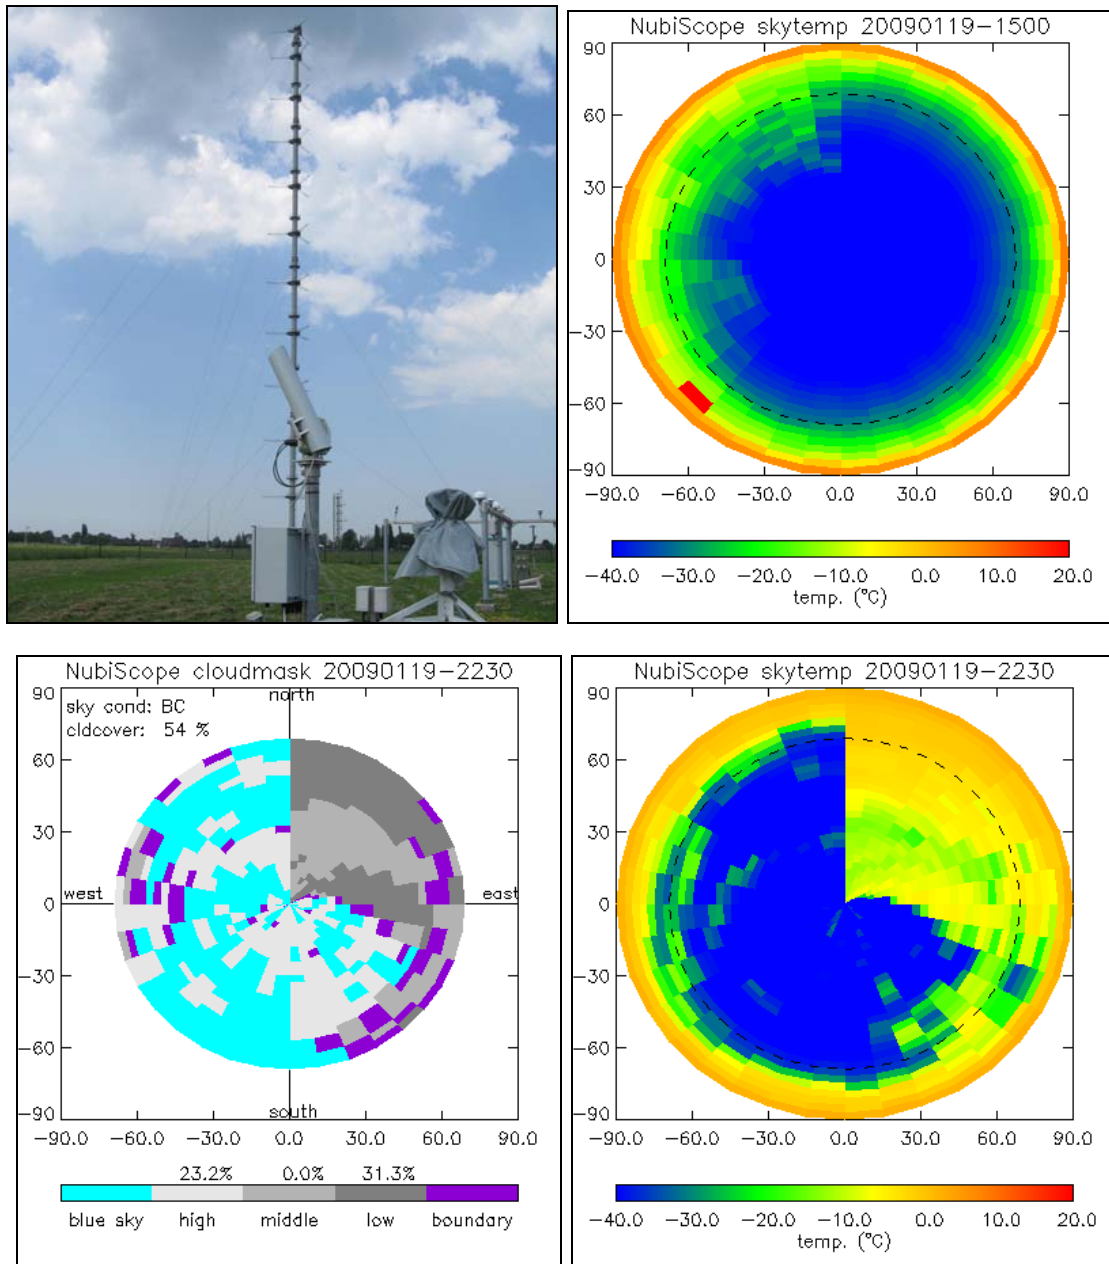 NubiScope skytemp 20090119-1500
90
60
30
0
-30
-60
-90
-90.0 -60.0 -30.0 0.0 30.0 60.0 90.0
-40.0 -30.0 -20.0 -10.0 0.0 10.0 20.0
temp. (°C)
NubiScope cloudmask 20090119-2230
north
sky cond: BC
cldcover: 54 %
90
60
30
west
east
0
-30
-60
south
-90
-90.0 -60.0 -30.0 0.0 30.0 60.0 90.0
23.2% 0.0% 31.3%
blue sky high middle low boundary
NubiScope skytemp 20090119-2230
90
60
30
0
-30
-60
-90
-90.0 -60.0 -30.0 0.0 30.0 60.0 90.0
-40.0 -30.0 -20.0 -10.0 0.0 10.0 20.0
temp. (°C)